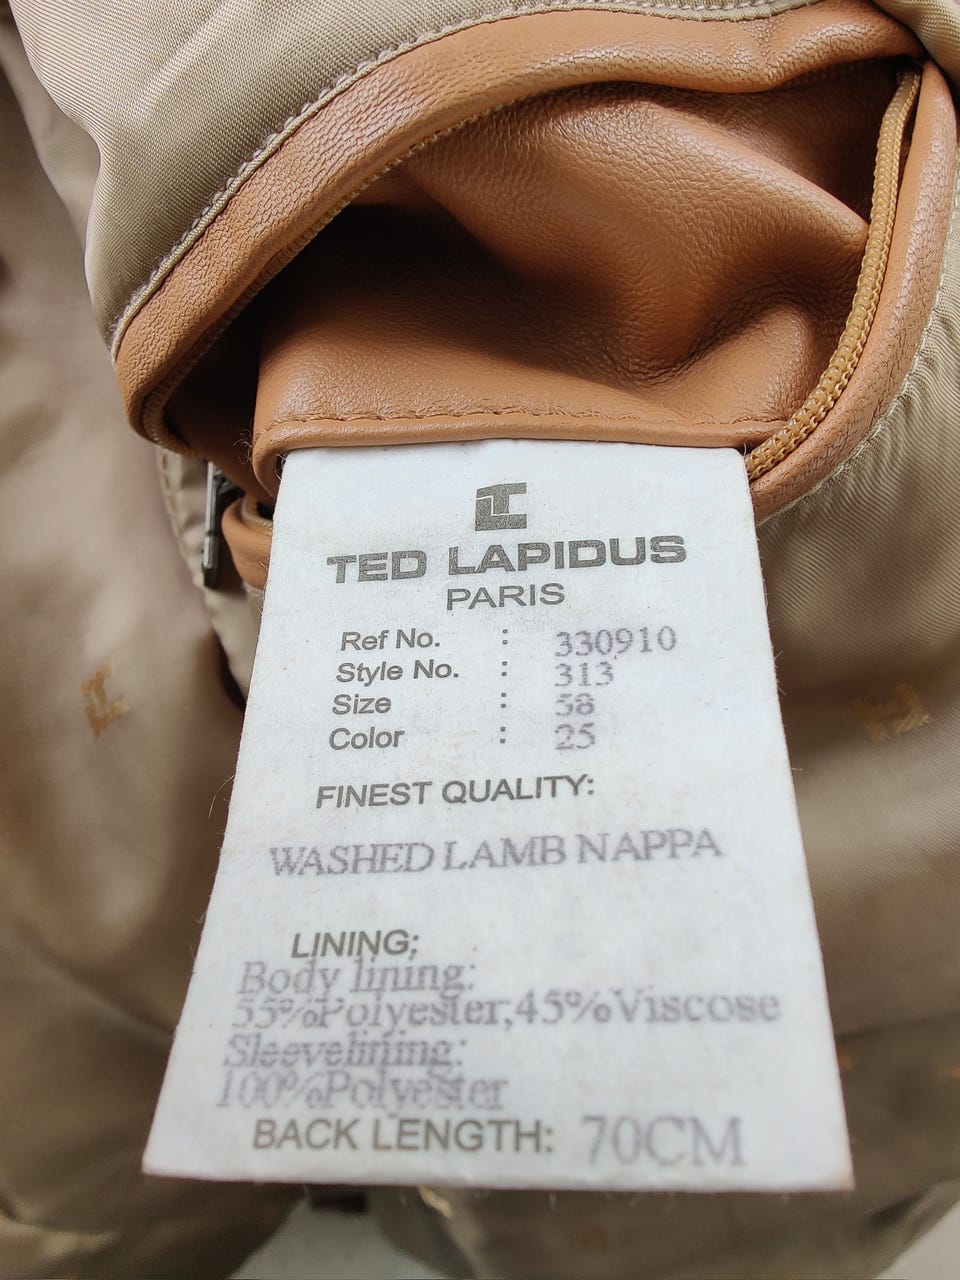 TED LAPIDUS
PARIS
Ref No. : 330910
Style No. : 313
Size : 58
Color : 25
FINEST QUALITY:
WASHED LAMB NAPPA
LINING:
Body lining:
55%Polyester,45%Viscose
Sleevelining:
100%Polyester
BACK LENGTH: 70CM